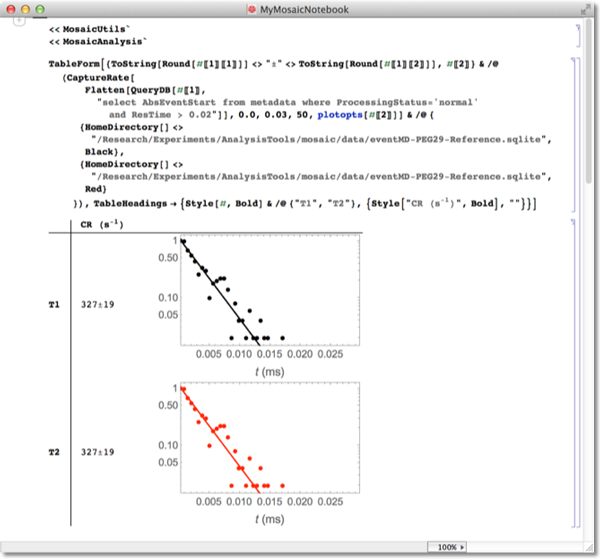 MyMosaicNotebook
<< MosaicUtils`
<< MosaicAnalysis`
TableForm[(ToString[Round[#[[1]][[1]]]] <> "±" <> ToString[Round[#[[1]][[2]]]], #[[2]]} & /@
(CaptureRate[
Flatten[QueryDB[#[[1]],
"select AbsEventStart from metadata where ProcessingStatus='normal'
and ResTime > 0.02"]], 0.0, 0.03, 50, plotopts[#[[2]]]] & /@ {
{HomeDirectory[] <>
"/Research/Experiments/AnalysisTools/mosaic/data/eventMD-PEG29-Reference.sqlite",
Black},
{HomeDirectory[] <>
"/Research/Experiments/AnalysisTools/mosaic/data/eventMD-PEG29-Reference.sqlite",
Red}
}), TableHeadings → {Style[#, Bold] & /@ {"T1", "T2"}, {Style["CR (s⁻¹)", Bold], ""}}]
CR (s⁻¹)
1
0.50
0.10
0.05
T1 327±19
0.005 0.010 0.015 0.020 0.025
t (ms)
1
0.50
0.10
0.05
T2 327±19
0.005 0.010 0.015 0.020 0.025
t (ms)
100%